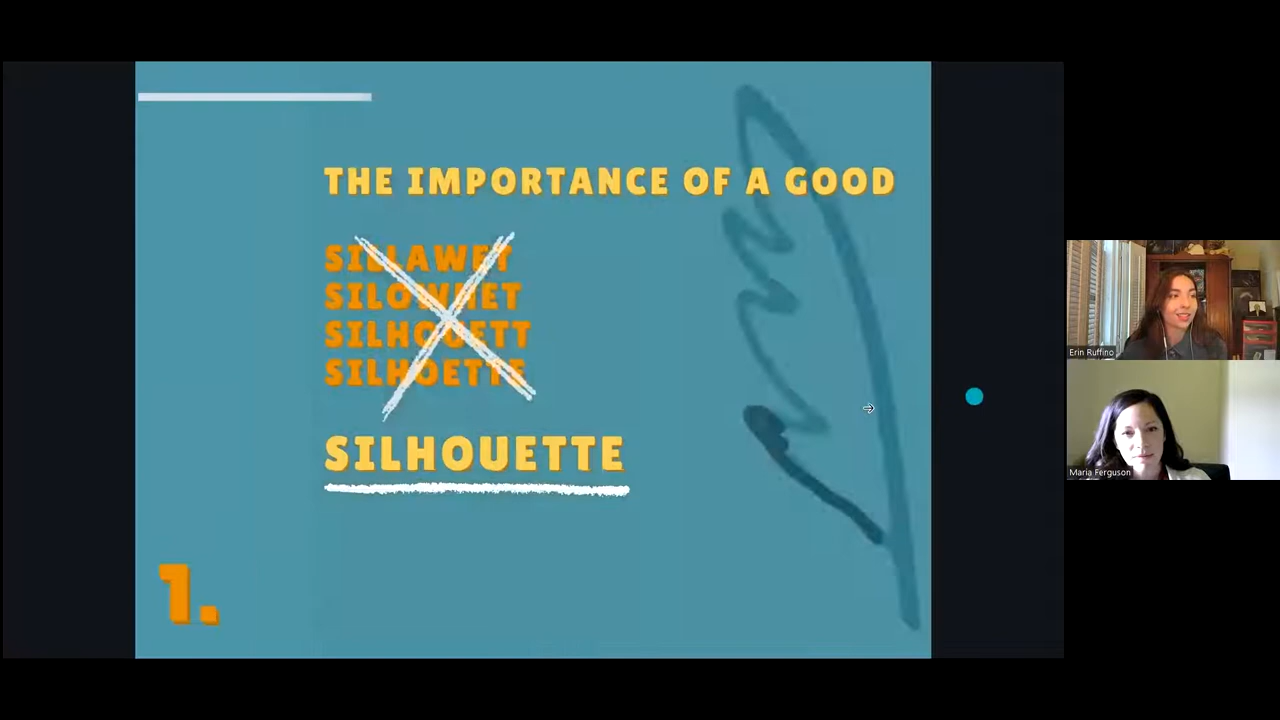 THE IMPORTANCE OF A GOOD
SILLAWET
SILOWHET
SILHOUETT
SILHOETTE
SILHOUETTE
1.
Erin Ruffino
Maria Ferguson